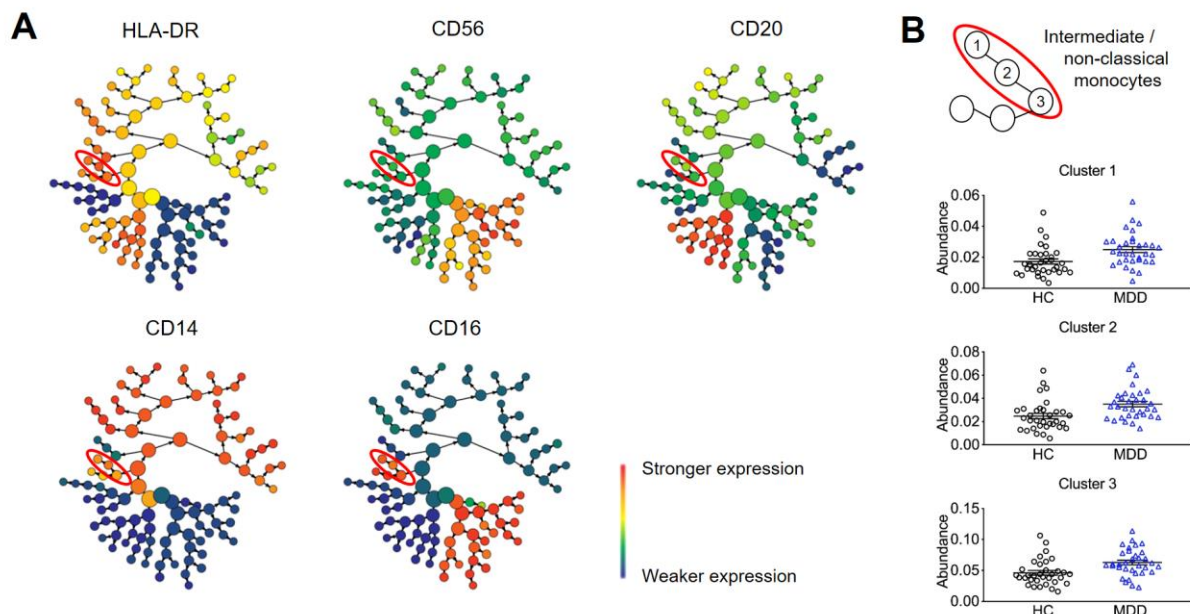 A
HLA-DR
CD56
CD20
CD14
CD16
Stronger expression
Weaker expression
B
1
2
3
Intermediate /
non-classical
monocytes
Cluster 1
Abundance
0.06
0.04
0.02
0.00
HC
MDD
Cluster 2
Abundance
0.08
0.06
0.04
0.02
0.00
HC
MDD
Cluster 3
Abundance
0.15
0.10
0.05
0.00
HC
MDD